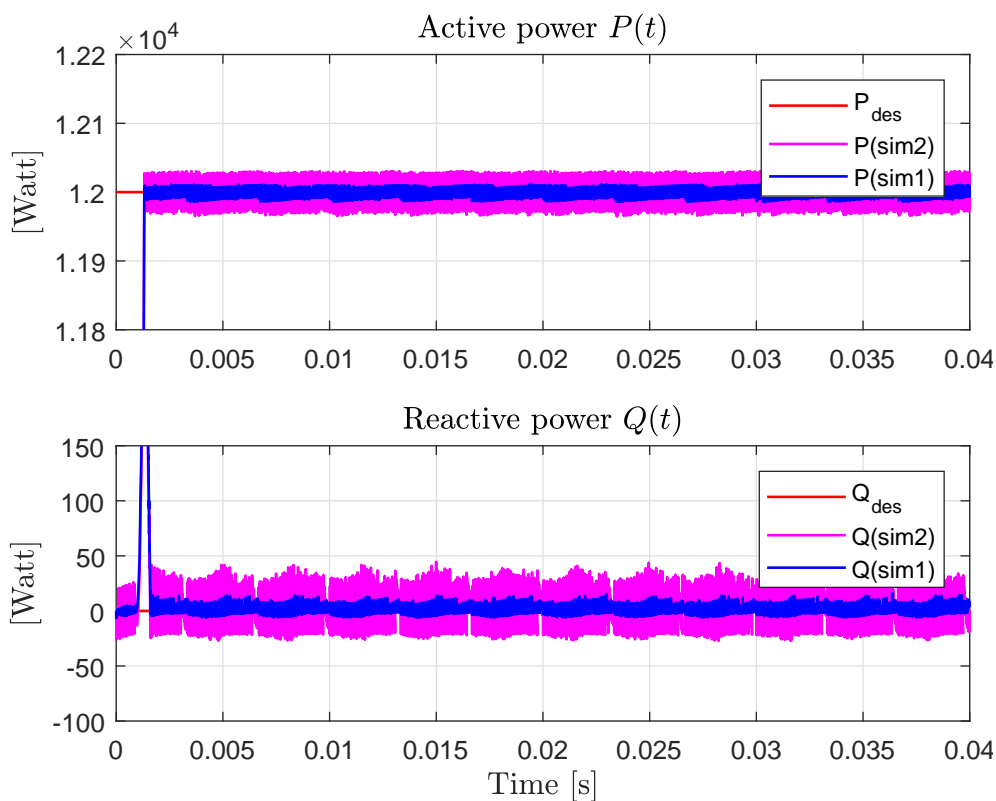 Active power P(t)
×10⁴
1.22
1.21
1.2
1.19
1.18
[Watt]
P_des
P(sim2)
P(sim1)
0 0.005 0.01 0.015 0.02 0.025 0.03 0.035 0.04
Reactive power Q(t)
150
100
50
0
-50
-100
[Watt]
Q_des
Q(sim2)
Q(sim1)
0 0.005 0.01 0.015 0.02 0.025 0.03 0.035 0.04
Time [s]